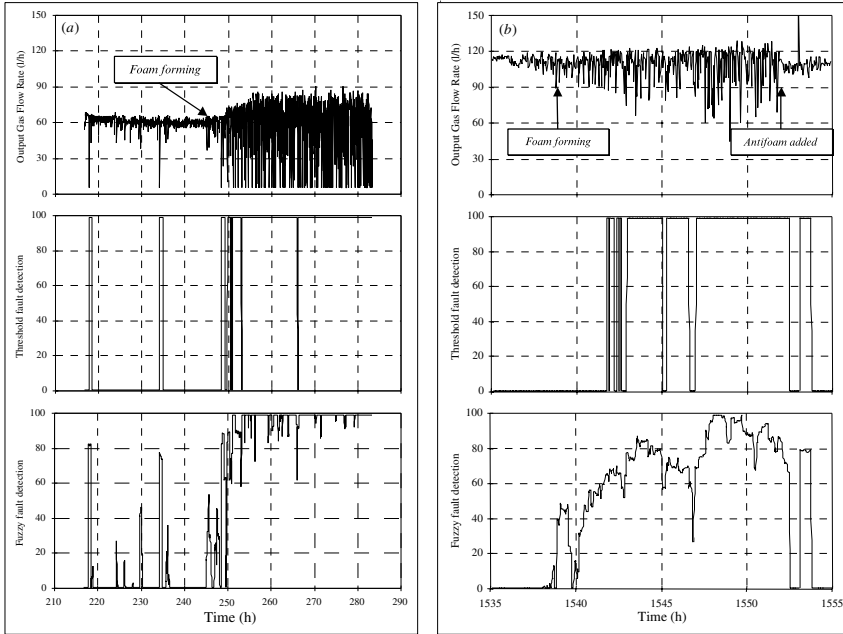 (a)
Output Gas Flow Rate (l/h)
150
120
90
60
30
0
Foam forming
Threshold fault detection
100
80
60
40
20
0
Fuzzy fault detection
100
80
60
40
20
0
210 220 230 240 250 260 270 280 290
Time (h)
(b)
Output Gas Flow Rate (l/h)
150
120
90
60
30
0
Foam forming
Antifoam added
Threshold fault detection
100
80
60
40
20
0
Fuzzy fault detection
100
80
60
40
20
0
1535 1540 1545 1550 1555
Time (h)